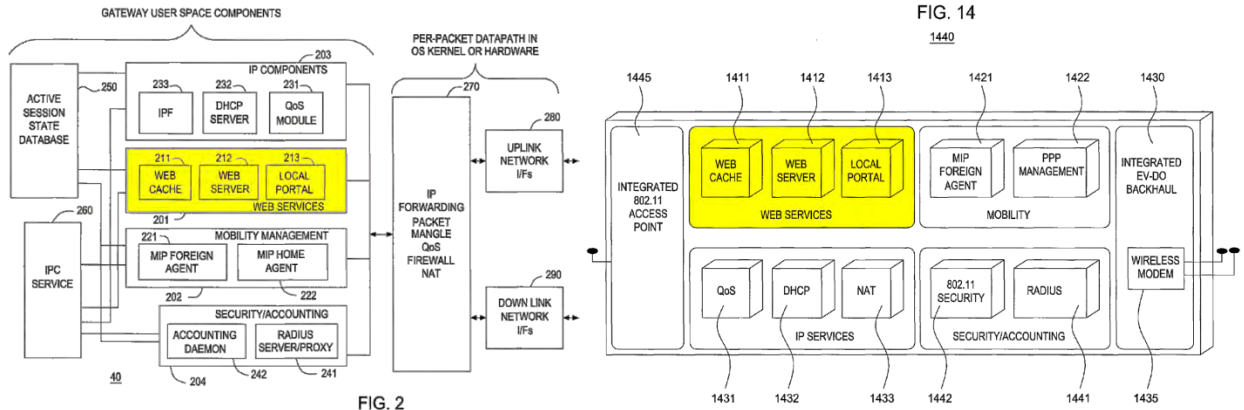 GATEWAY USER SPACE COMPONENTS
PER-PACKET DATAPATH IN
OS KERNEL OR HARDWARE
203
IP COMPONENTS
250
ACTIVE
SESSION
STATE
DATABASE
233
IPF
232
DHCP
SERVER
231
QoS
MODULE
211
WEB
CACHE
212
WEB
SERVER
213
LOCAL
PORTAL
WEB SERVICES
201
260
IPC
SERVICE
MOBILITY MANAGEMENT
221
MIP FOREIGN
AGENT
MIP HOME
AGENT
202
222
SECURITY/ACCOUNTING
ACCOUNTING
DAEMON
RADIUS
SERVER/PROXY
204
242
241
40
270
IP
FORWARDING
PACKET
MANGLE
QoS
FIREWALL
NAT
280
UPLINK
NETWORK
I/Fs
290
DOWN LINK
NETWORK
I/Fs
FIG. 2
FIG. 14
1440
1445
1411
1412
1413
1421
1422
1430
INTEGRATED
802.11
ACCESS
POINT
WEB
CACHE
WEB
SERVER
LOCAL
PORTAL
WEB SERVICES
MIP
FOREIGN
AGENT
PPP
MANAGEMENT
MOBILITY
INTEGRATED
EV-DO
BACKHAUL
WIRELESS
MODEM
QoS
DHCP
NAT
IP SERVICES
802.11
SECURITY
RADIUS
SECURITY/ACCOUNTING
1431
1432
1433
1442
1441
1435